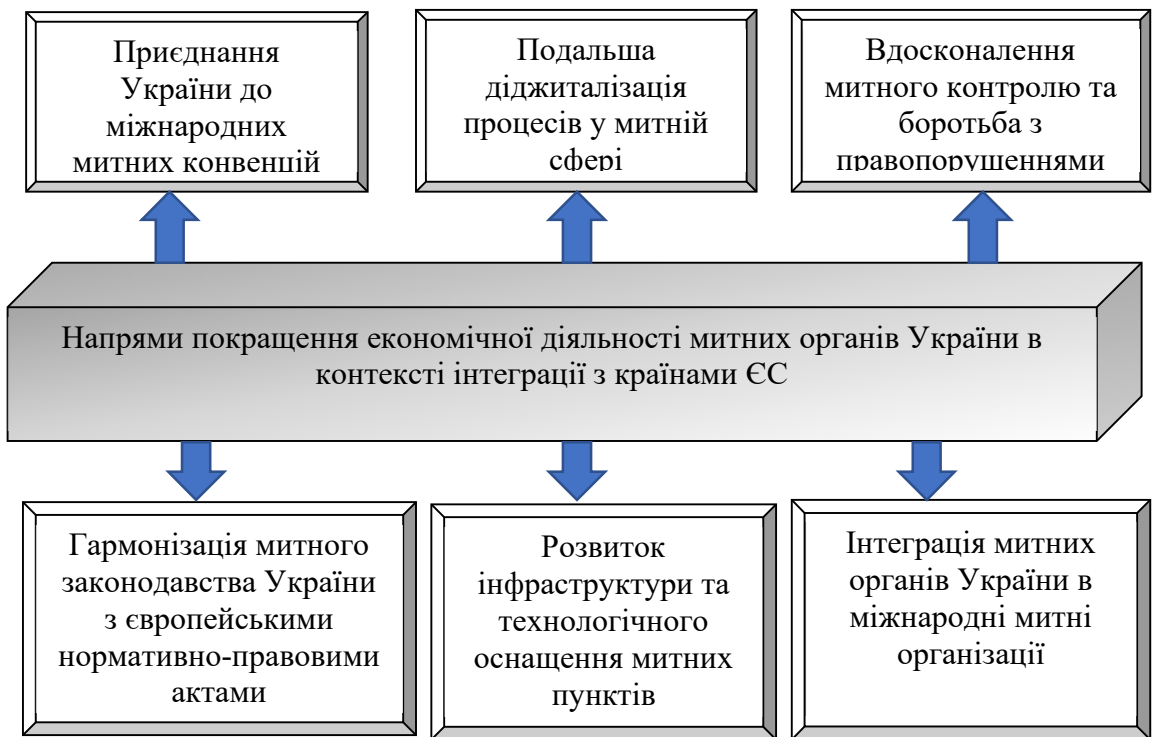 Приєднання
України до
міжнародних
митних конвенцій
Подальша
діджиталізація
процесів у митній
сфері
Вдосконалення
митного контролю та
боротьба з
правопорушеннями
Напрями покращення економічної діяльності митних органів України в
контексті інтеграції з країнами ЄС
Гармонізація митного
законодавства України
з європейськими
нормативно-правовими
актами
Розвиток
інфраструктури та
технологічного
оснащення митних
пунктів
Інтеграція митних
органів України в
міжнародні митні
організації